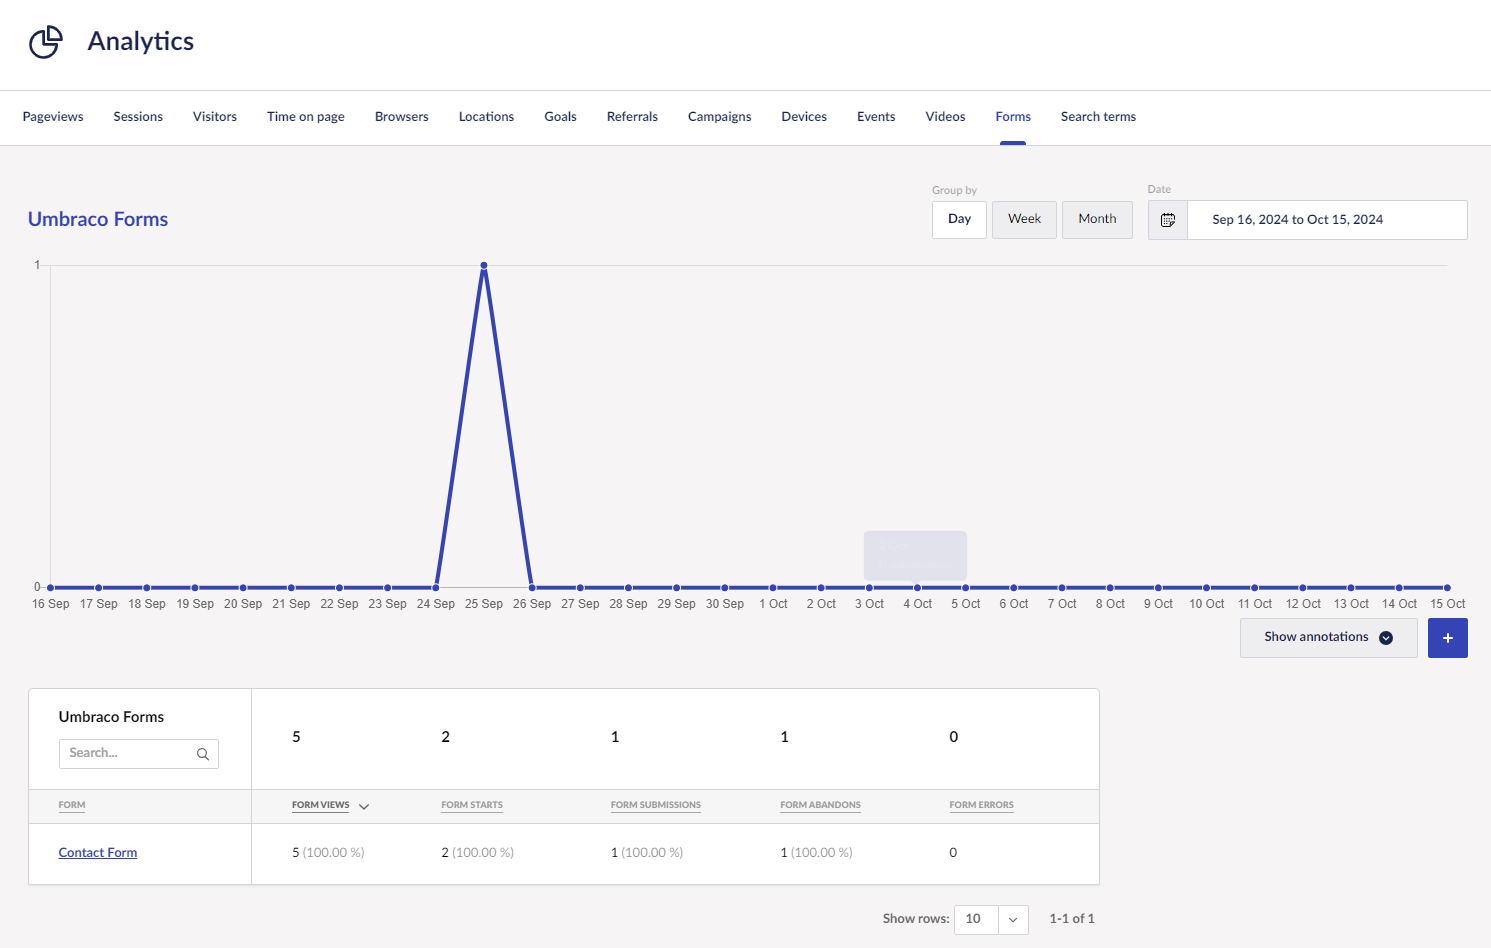 Analytics
Pageviews Sessions Visitors Time on page Browsers Locations Goals Referrals Campaigns Devices Events Videos Forms Search terms
Group by
Date
Umbraco Forms
Day Week Month
Sep 16, 2024 to Oct 15, 2024
1
0
16 Sep 17 Sep 18 Sep 19 Sep 20 Sep 21 Sep 22 Sep 23 Sep 24 Sep 25 Sep 26 Sep 27 Sep 28 Sep 29 Sep 30 Sep 1 Oct 2 Oct 3 Oct 4 Oct 5 Oct 6 Oct 7 Oct 8 Oct 9 Oct 10 Oct 11 Oct 12 Oct 13 Oct 14 Oct 15 Oct
Show annotations +
Umbraco Forms
Search...
5 2 1 1 0
FORM FORM VIEWS FORM STARTS FORM SUBMISSIONS FORM ABANDONS FORM ERRORS
Contact Form 5 (100.00 %) 2 (100.00 %) 1 (100.00 %) 1 (100.00 %) 0
Show rows: 10 1-1 of 1